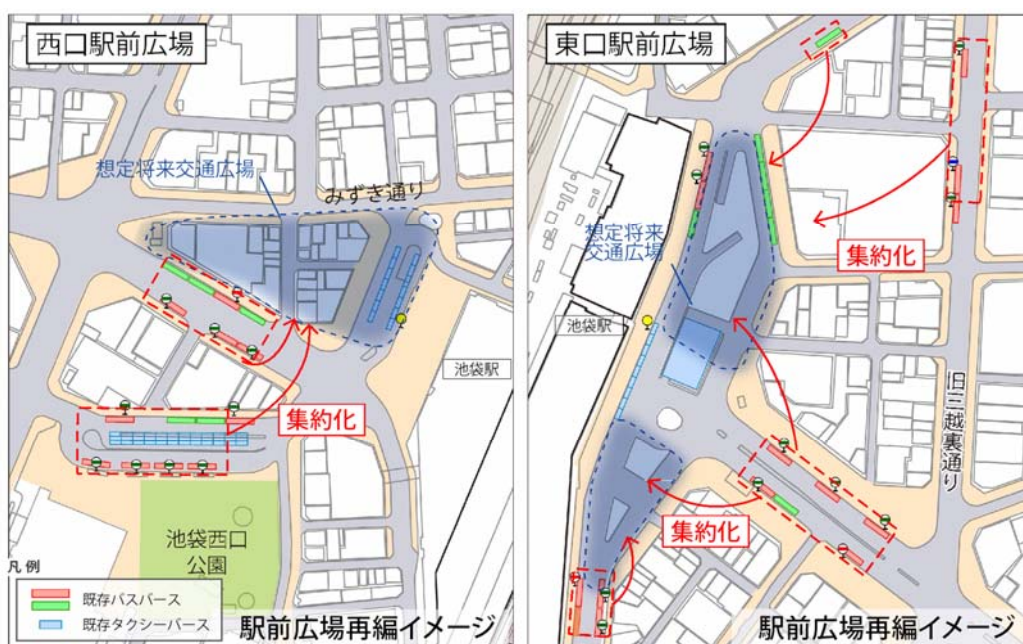 西口駅前広場
想定将来交通広場
みずき通り
池袋駅
集約化
池袋西口
公園
凡例
既存バスバース
既存タクシーバース
駅前広場再編イメージ
東口駅前広場
想定将来
交通広場
集約化
池袋駅
旧三越裏通り
集約化
駅前広場再編イメージ